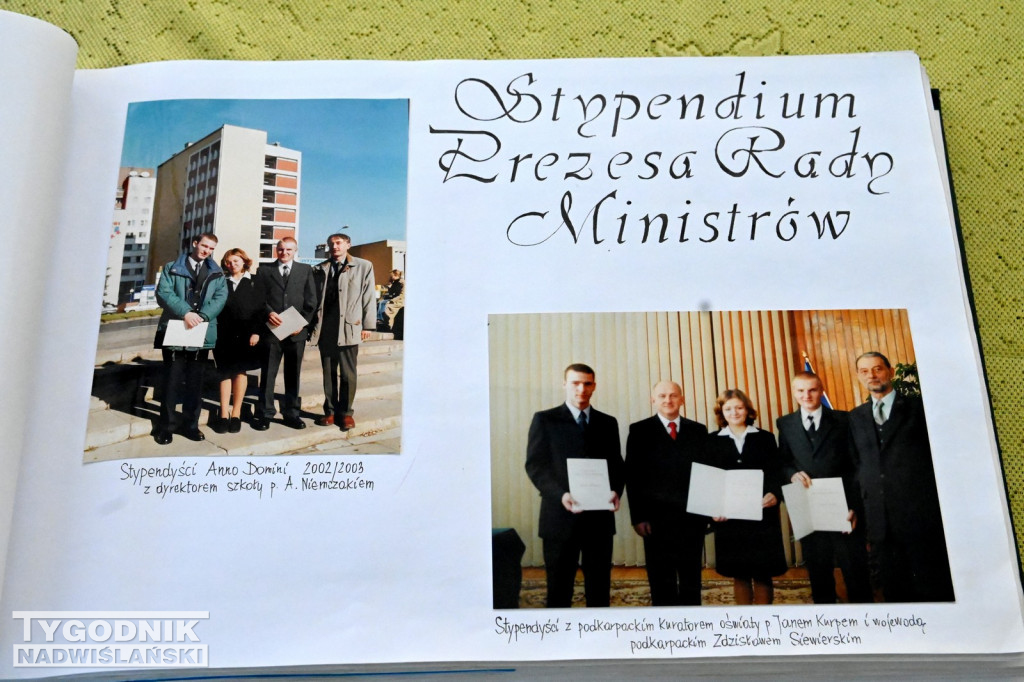 Stypendium
Prezesa Rady
Ministrów
Stypendyści Anno Domini 2002/2003
z dyrektorem szkoły p. A. Niemczakiem
Stypendyści z podkarpackim kuratorem oświaty p Janem Kurpem i wojewodą
podkarpackim Zdzisławem Siewierskim
TYGODNIK
NADWIŚLAŃSKI